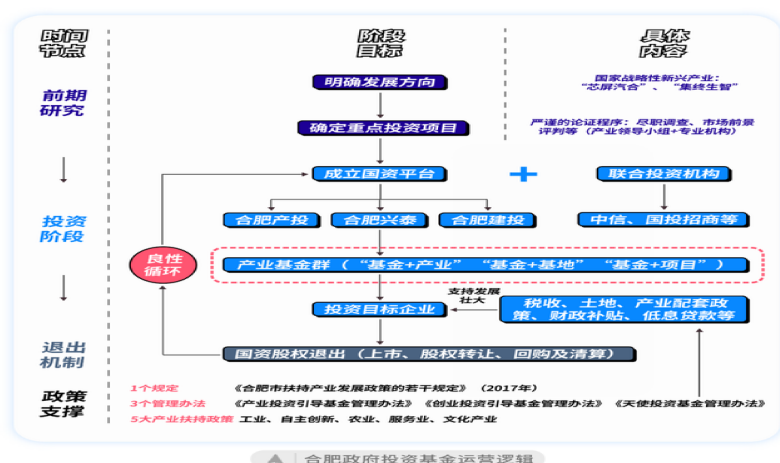 时间
节点
阶段
目标
具体
内容
前期
研究
明确发展方向
国家战略性新兴产业：
“芯屏汽合”、“集终生智”
确定重点投资项目
严谨的论证程序：尽职调查、市场前景
评判等（产业领导小组+专业机构）
投资
阶段
成立国资平台
+
联合投资机构
合肥产投
合肥兴泰
合肥建投
中信、国投招商等
良性
循环
产业基金群（“基金+产业”“基金+基地”“基金+项目”）
投资目标企业
支持发展
壮大
税收、土地、产业配套政
策、财政补贴、低息贷款等
退出
机制
国资股权退出（上市、股权转让、回购及清算）
政策
支撑
1个规定 《合肥市扶持产业发展政策的若干规定》（2017年）
3个管理办法 《产业投资引导基金管理办法》《创业投资引导基金管理办法》《天使投资基金管理办法》
5大产业扶持政策 工业、自主创新、农业、服务业、文化产业
合肥政府投资基金运营逻辑